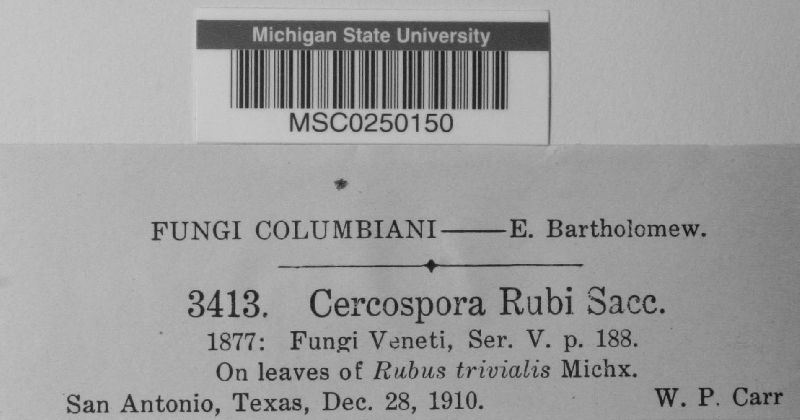 Michigan State University
MSC0250150
FUNGI COLUMBIANI——E. Bartholomew.
3413. Cercospora Rubi Sacc.
1877: Fungi Veneti, Ser. V. p. 188.
On leaves of Rubus trivialis Michx.
San Antonio, Texas, Dec. 28, 1910. W. P. Carr